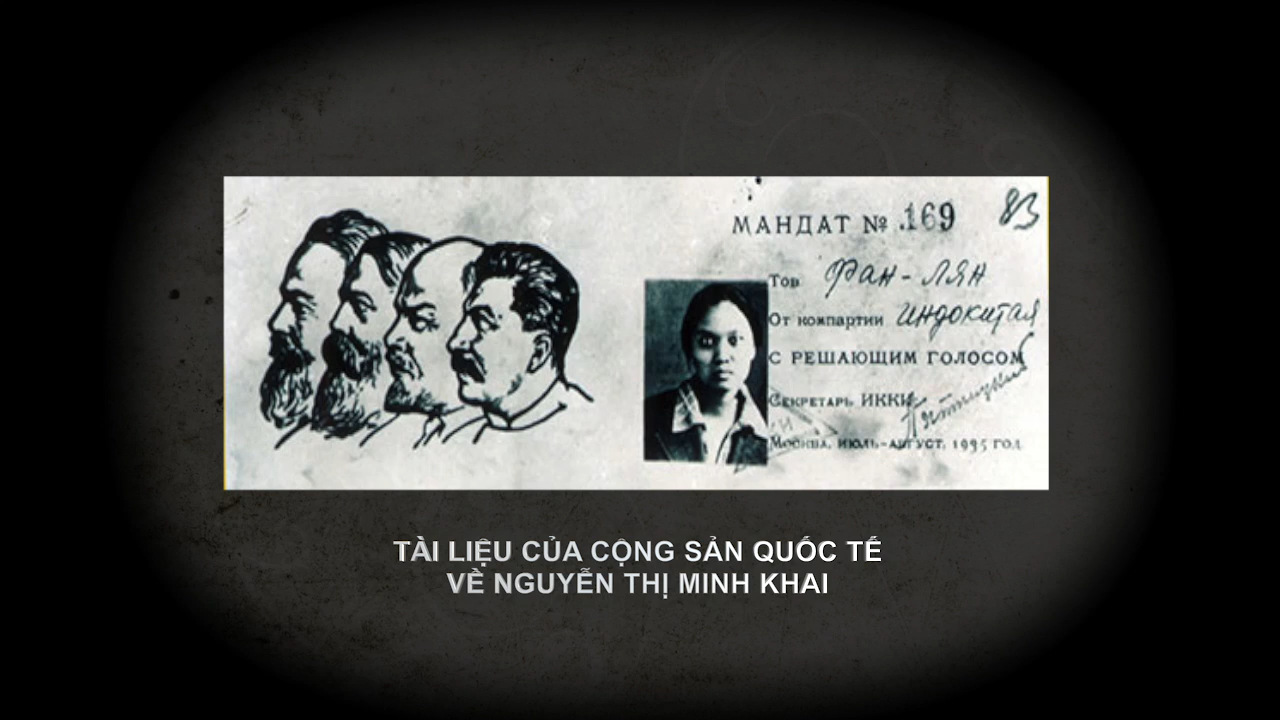 МАНДАТ № 169
83
Тов Фан-Лян
От компартии Индокитая
С РЕШАЮЩИМ ГОЛОСОМ
Секретарь ИККИ
Москва, июль-август, 1935 год
TÀI LIỆU CỦA CỘNG SẢN QUỐC TẾ
VỀ NGUYỄN THỊ MINH KHAI